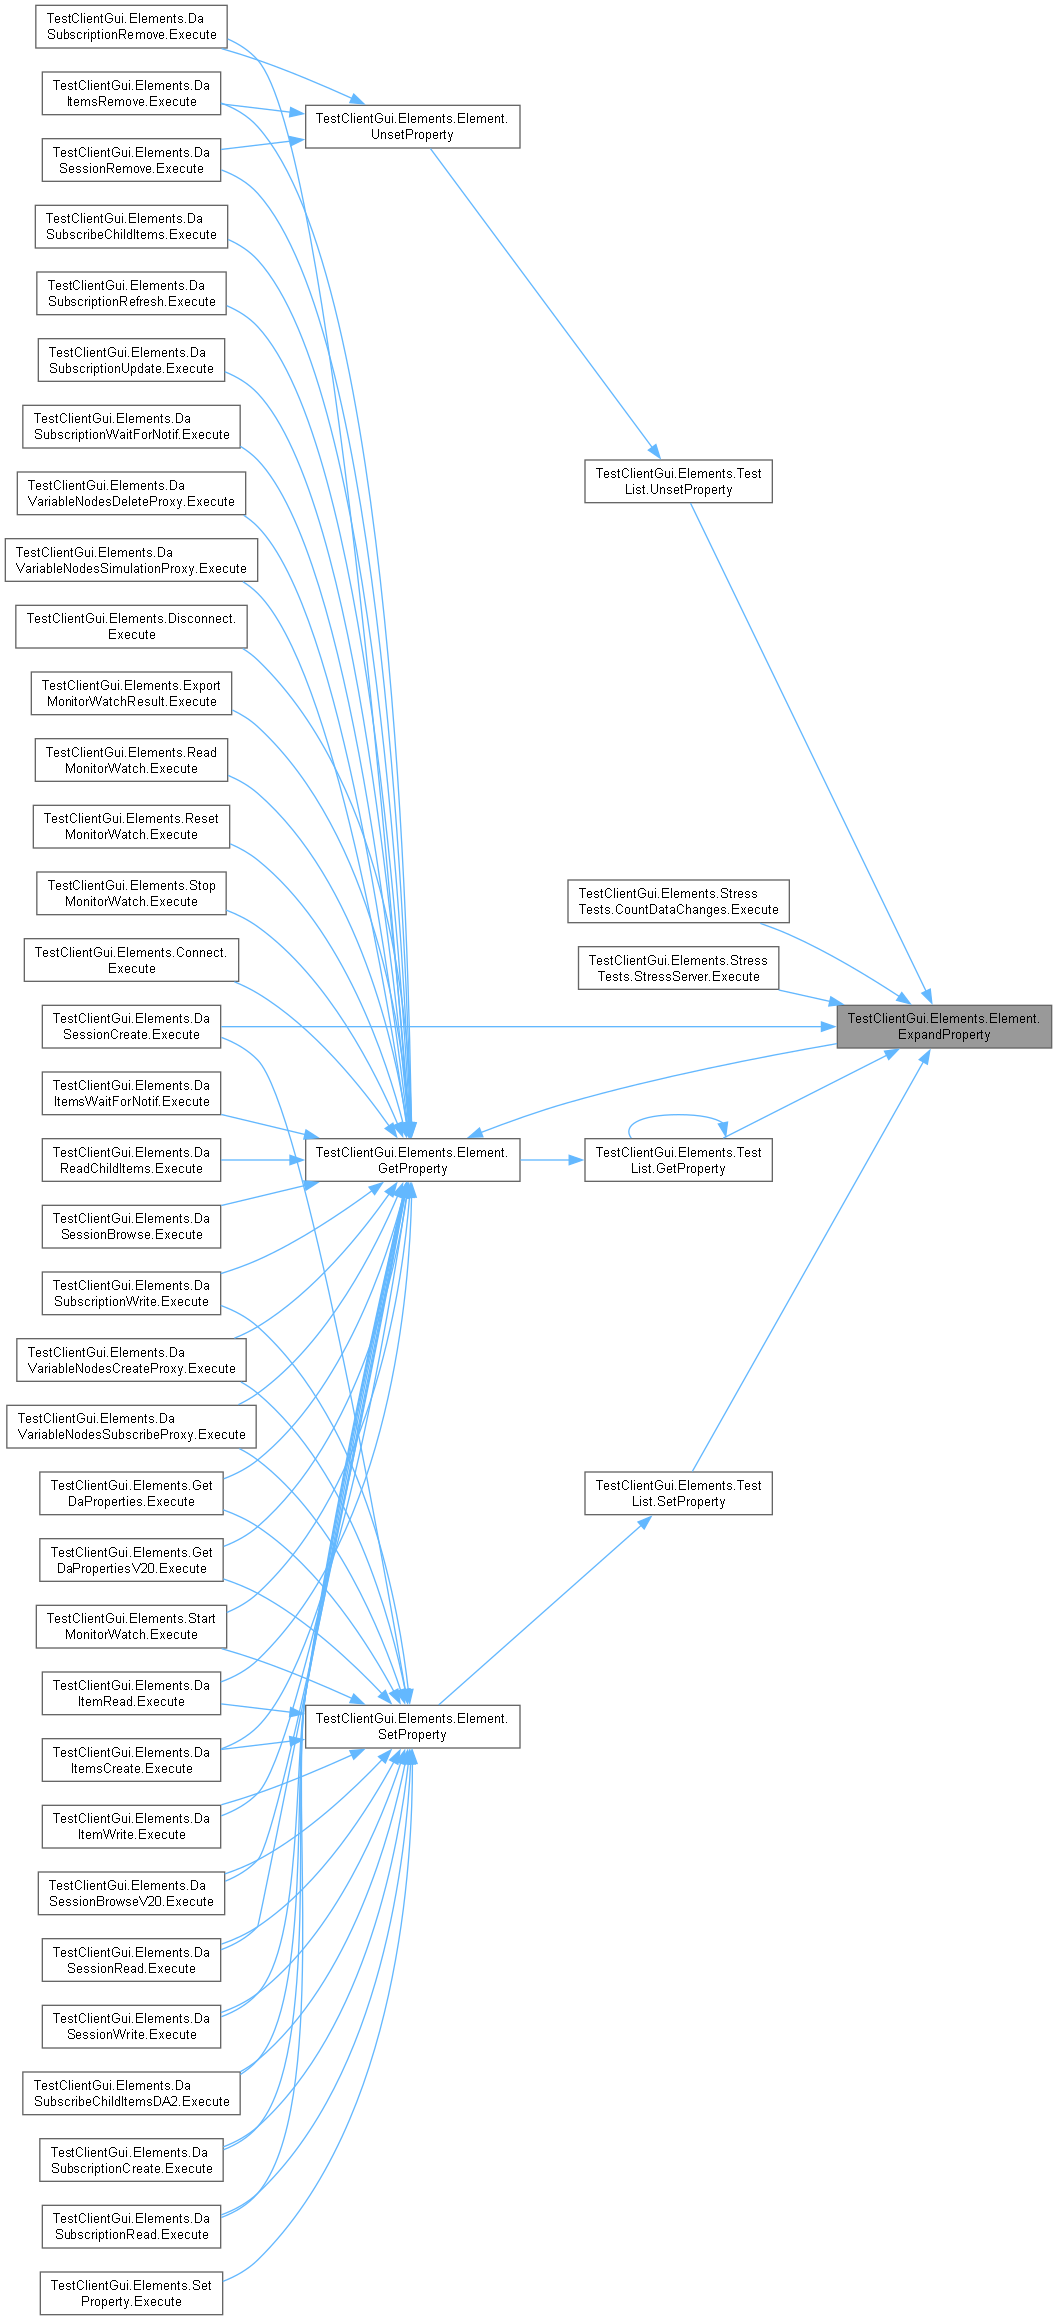 TestClientGui.Elements.Da
SubscriptionRemove.Execute
TestClientGui.Elements.Da
ItemsRemove.Execute
TestClientGui.Elements.Element.
UnsetProperty
TestClientGui.Elements.Da
SessionRemove.Execute
TestClientGui.Elements.Da
SubscribeChildItems.Execute
TestClientGui.Elements.Da
SubscriptionRefresh.Execute
TestClientGui.Elements.Da
SubscriptionUpdate.Execute
TestClientGui.Elements.Da
SubscriptionWaitForNotif.Execute
TestClientGui.Elements.Test
List.UnsetProperty
TestClientGui.Elements.Da
VariableNodesDeleteProxy.Execute
TestClientGui.Elements.Da
VariableNodesSimulationProxy.Execute
TestClientGui.Elements.Disconnect.
Execute
TestClientGui.Elements.Export
MonitorWatchResult.Execute
TestClientGui.Elements.Read
MonitorWatch.Execute
TestClientGui.Elements.Reset
MonitorWatch.Execute
TestClientGui.Elements.Stop
MonitorWatch.Execute
TestClientGui.Elements.Stress
Tests.CountDataChanges.Execute
TestClientGui.Elements.Connect.
Execute
TestClientGui.Elements.Stress
Tests.StressServer.Execute
TestClientGui.Elements.Da
SessionCreate.Execute
TestClientGui.Elements.Element.
ExpandProperty
TestClientGui.Elements.Da
ItemsWaitForNotif.Execute
TestClientGui.Elements.Da
ReadChildItems.Execute
TestClientGui.Elements.Element.
GetProperty
TestClientGui.Elements.Test
List.GetProperty
TestClientGui.Elements.Da
SessionBrowse.Execute
TestClientGui.Elements.Da
SubscriptionWrite.Execute
TestClientGui.Elements.Da
VariableNodesCreateProxy.Execute
TestClientGui.Elements.Da
VariableNodesSubscribeProxy.Execute
TestClientGui.Elements.Get
DaProperties.Execute
TestClientGui.Elements.Test
List.SetProperty
TestClientGui.Elements.Get
DaPropertiesV20.Execute
TestClientGui.Elements.Start
MonitorWatch.Execute
TestClientGui.Elements.Da
ItemRead.Execute
TestClientGui.Elements.Element.
SetProperty
TestClientGui.Elements.Da
ItemsCreate.Execute
TestClientGui.Elements.Da
ItemWrite.Execute
TestClientGui.Elements.Da
SessionBrowseV20.Execute
TestClientGui.Elements.Da
SessionRead.Execute
TestClientGui.Elements.Da
SessionWrite.Execute
TestClientGui.Elements.Da
SubscribeChildItemsDA2.Execute
TestClientGui.Elements.Da
SubscriptionCreate.Execute
TestClientGui.Elements.Da
SubscriptionRead.Execute
TestClientGui.Elements.Set
Property.Execute